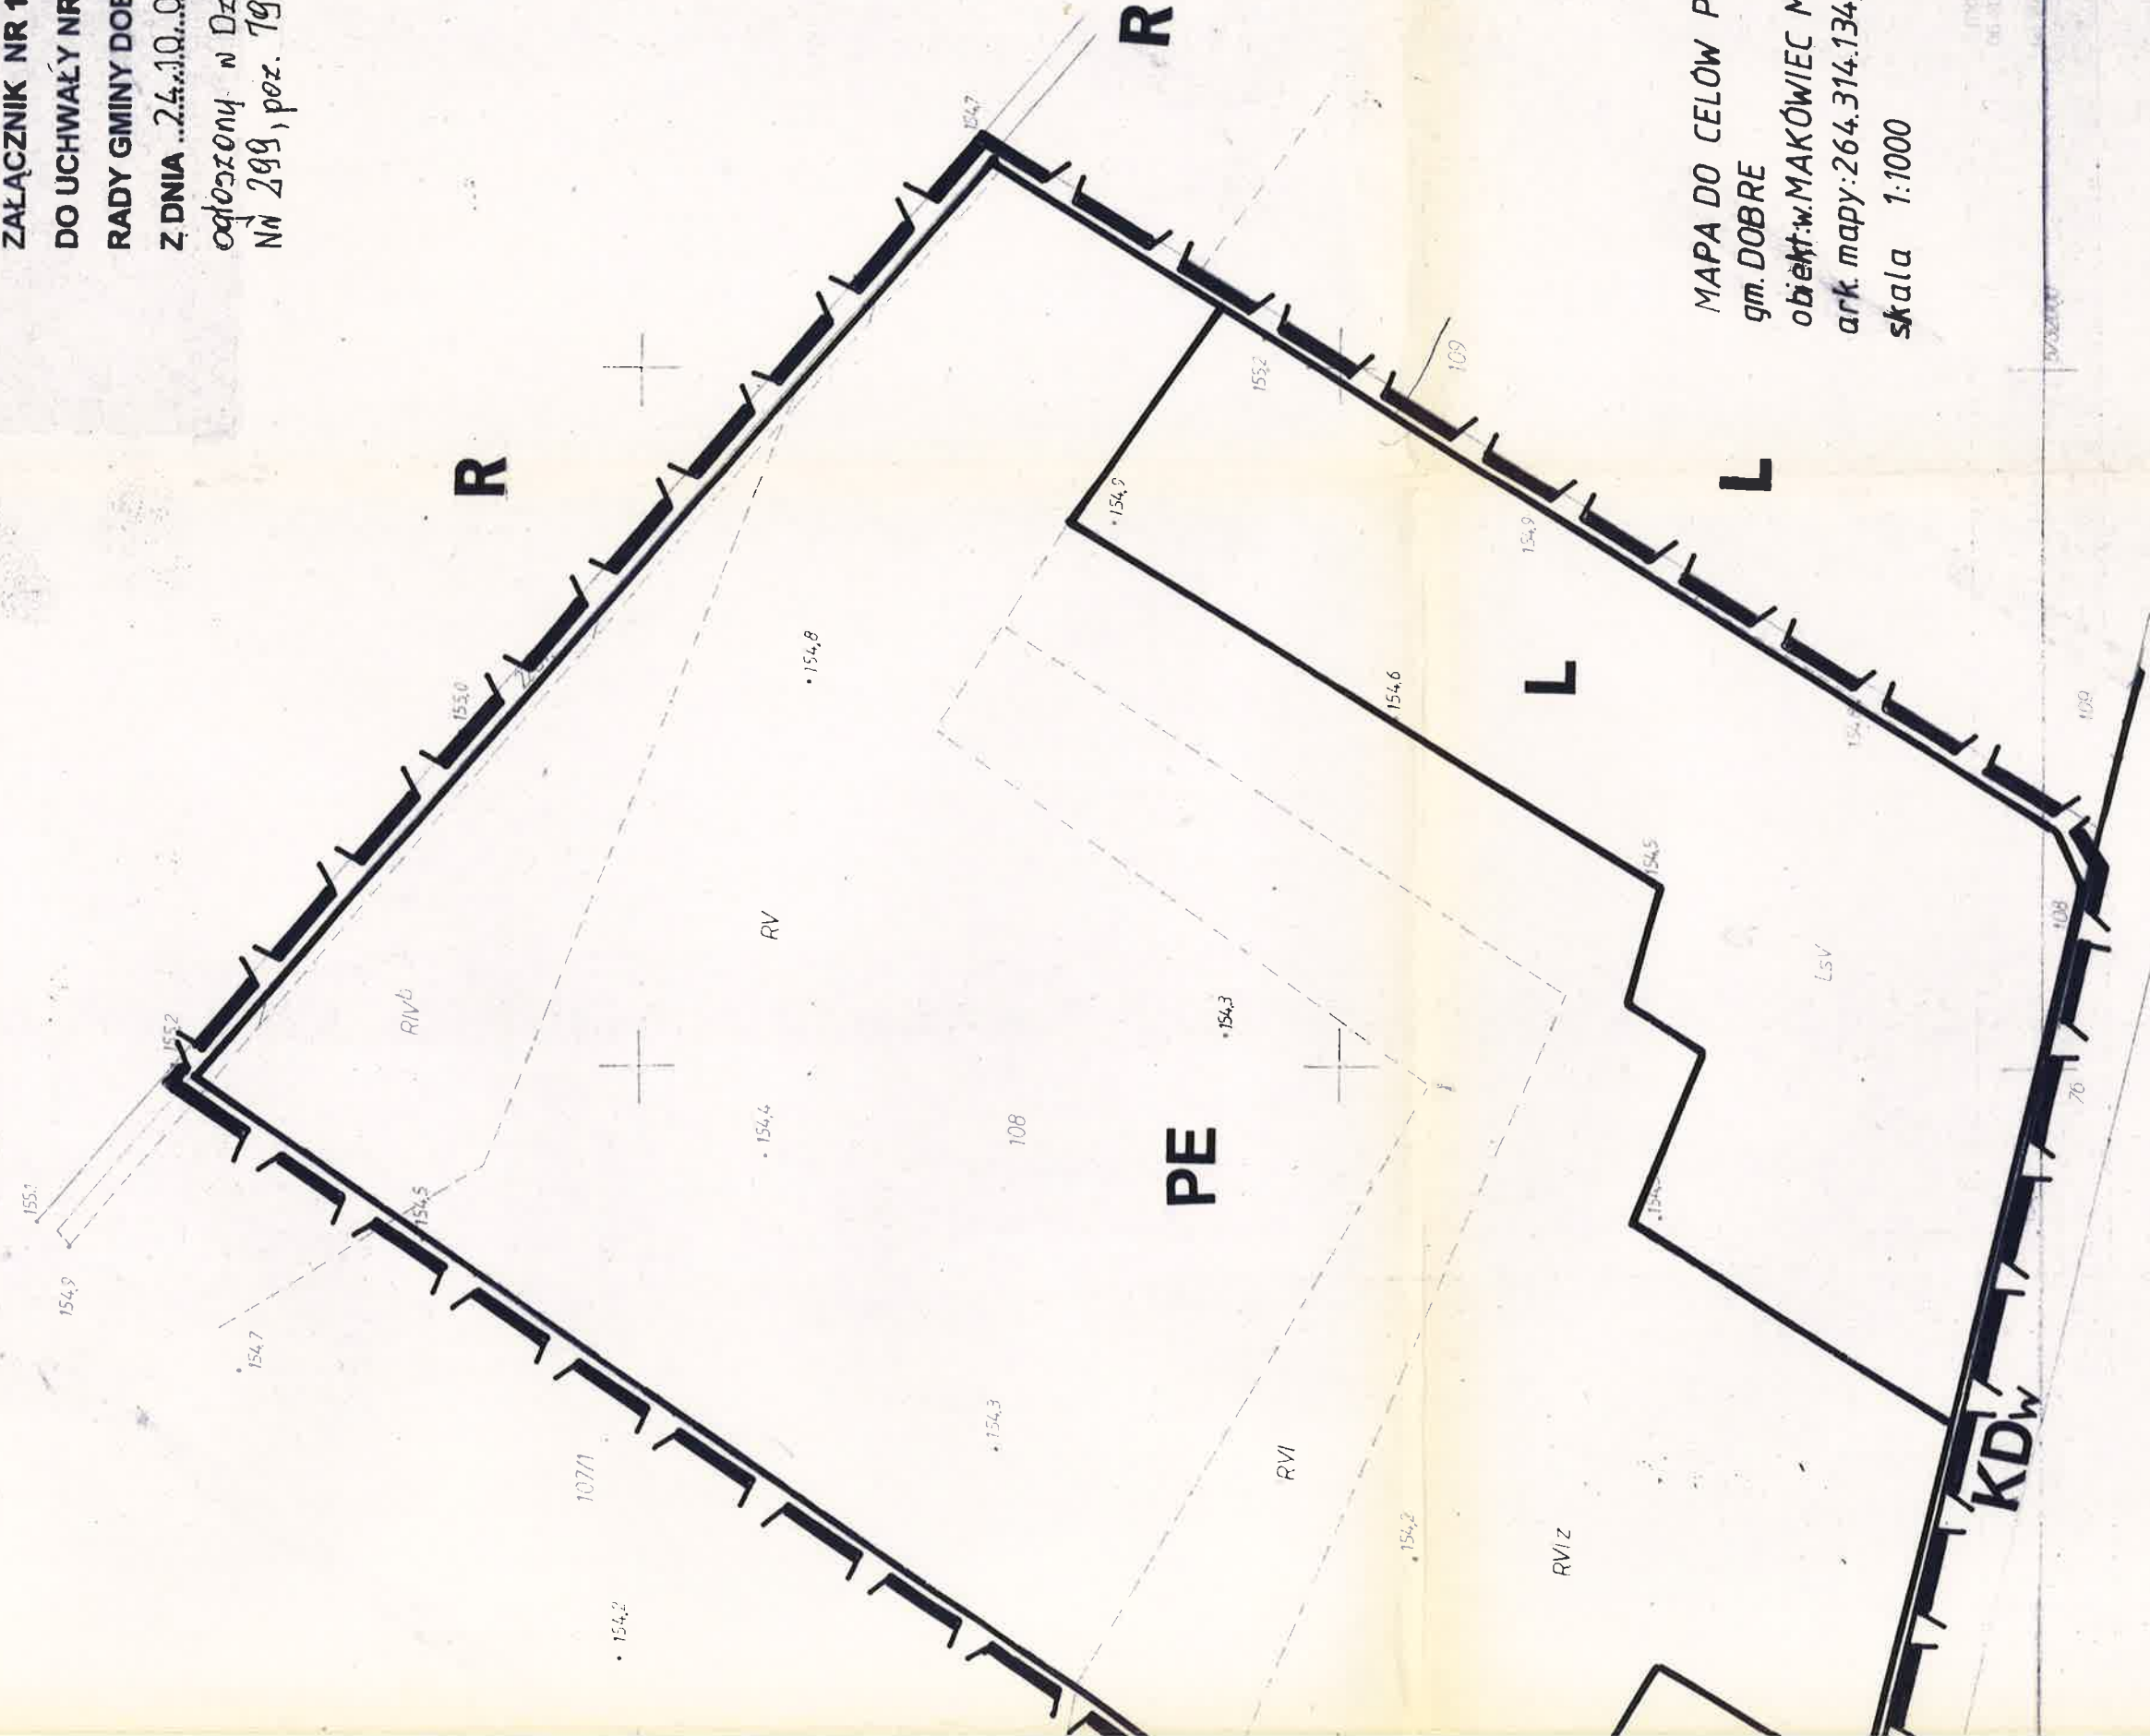 ZAŁĄCZNIK NR 1
DO UCHWAŁY NR
RADY GMINY
Z DNIA ..24.10.
ogłoszony w
Nr 299, poz.
MAPA DO CELÓW
gm. DOBRE
obiekt:w.MAKÓWIEC
ark. mapy:264.314.134
skala 1:1000
R
R
L
L
PE
KDw
RIVb
RV
RVI
RVIz
LsV
108
108
109
109
107/1
76
154,7
155,2
155,0
155,2
155,1
154,9
154,7
154,5
154,8
154,9
154,9
154,6
154,5
154,3
154,4
154,3
154,2
154,2